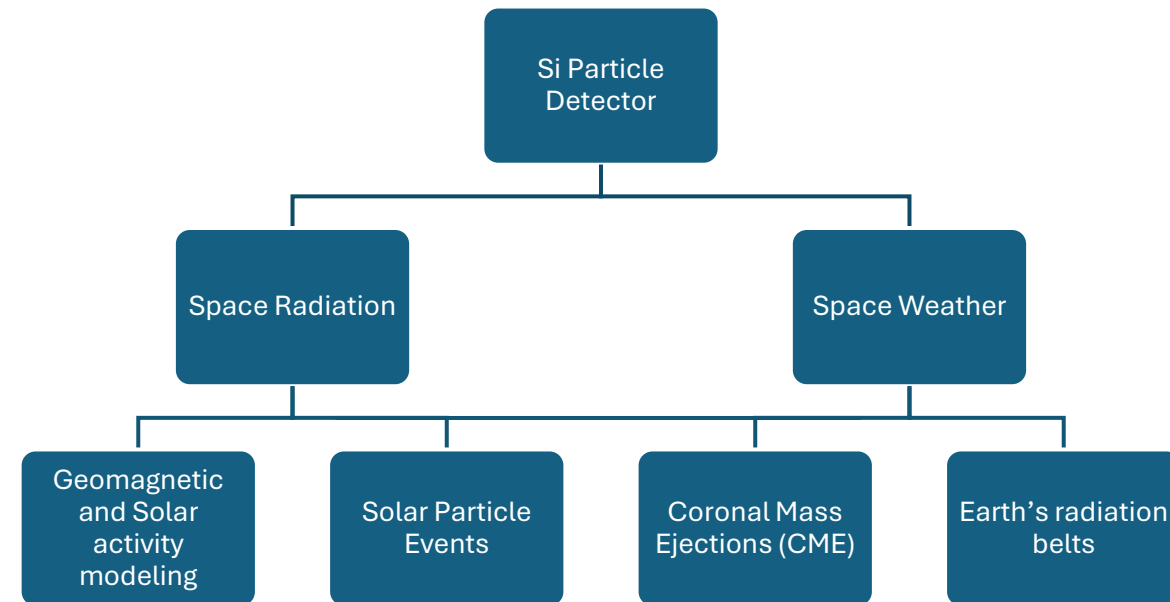 Si Particle
Detector
Space Radiation
Space Weather
Geomagnetic
and Solar
activity
modeling
Solar Particle
Events
Coronal Mass
Ejections (CME)
Earth’s radiation
belts